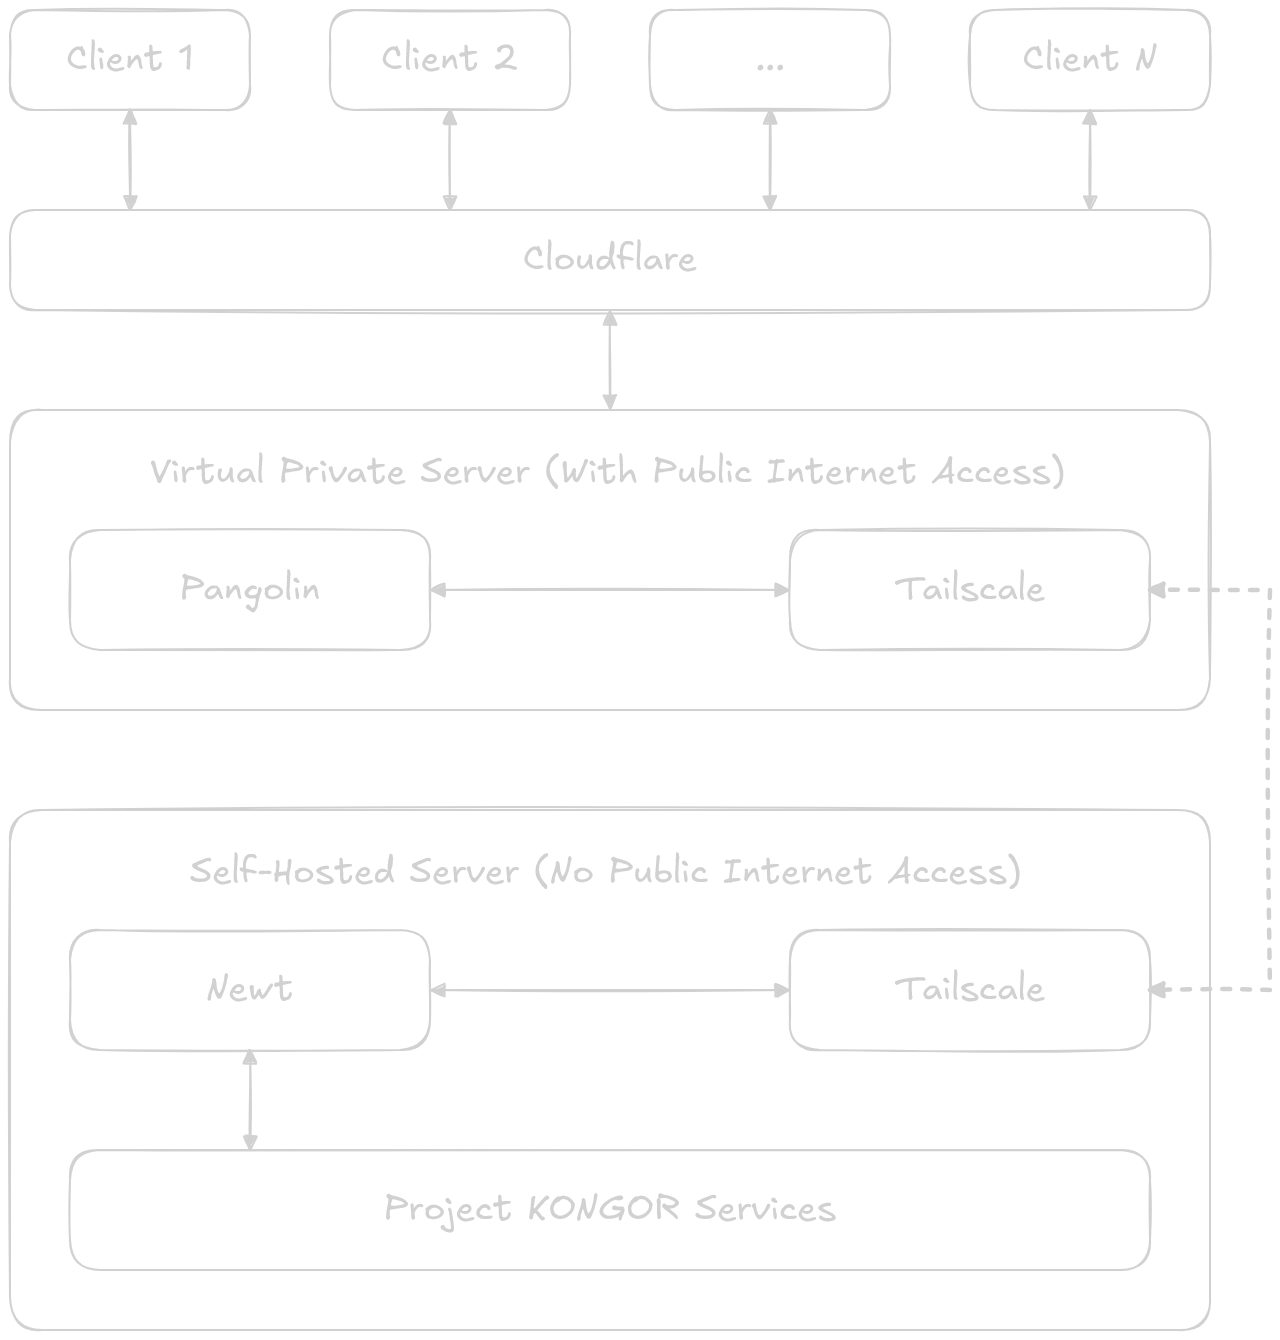 Client 1
Client 2
...
Client N
Cloudflare
Virtual Private Server (With Public Internet Access)
Pangolin
Tailscale
Self-Hosted Server (No Public Internet Access)
Newt
Tailscale
Project KONGOR Services